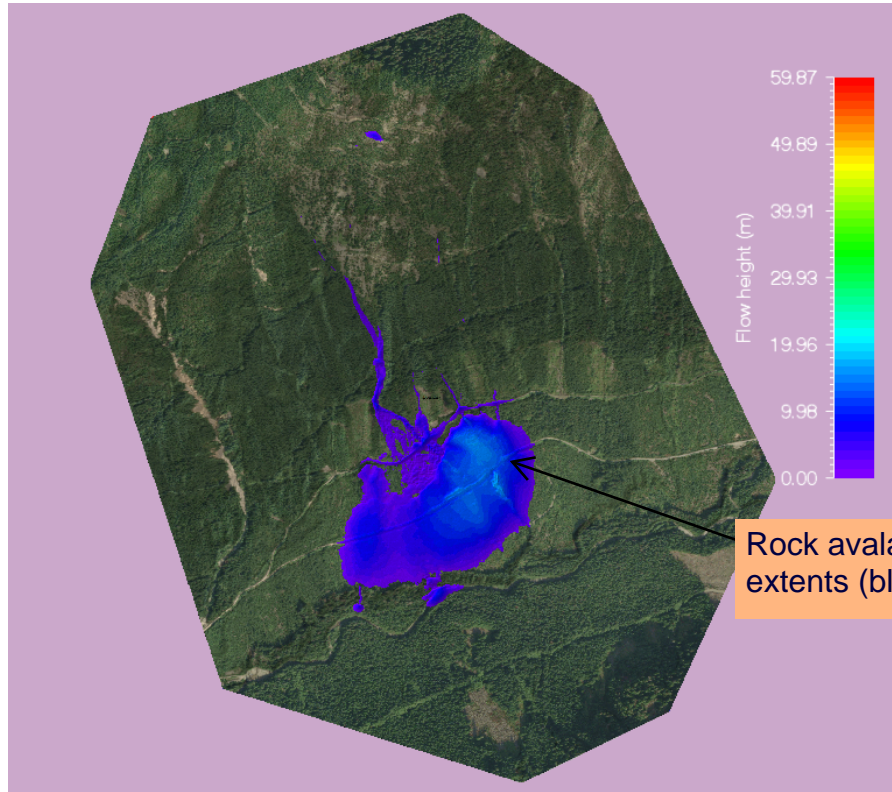 59.87
49.89
39.91
29.93
19.96
9.98
0.00
Flow height (m)
Rock avala
extents (bl